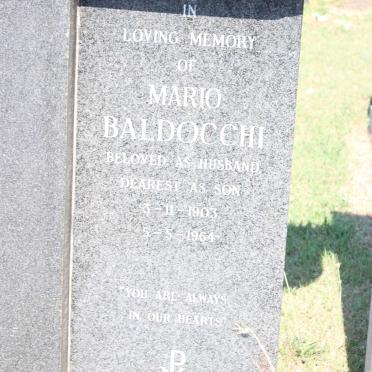 IN
LOVING MEMORY
OF
MARIO
BALDOCCHI
BELOVED AS HUSBAND
DEAREST AS SON
3-11-1903
5-5-1964
"YOU ARE ALWAYS
IN OUR HEARTS"